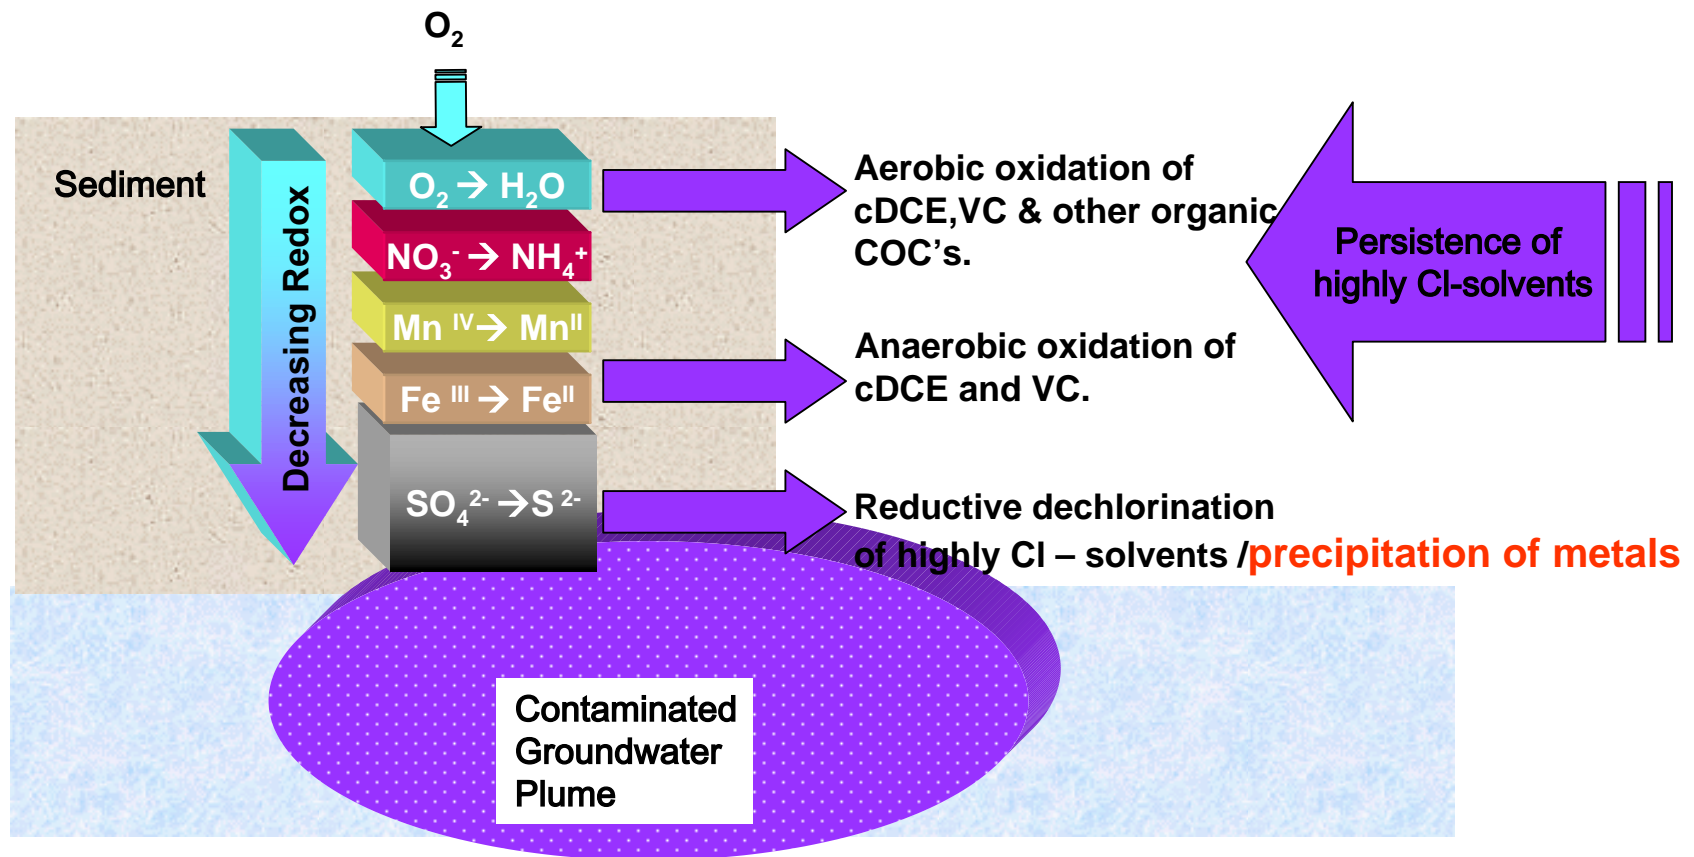 O₂
Sediment
Decreasing Redox
O₂ → H₂O
NO₃⁻ → NH₄⁺
Mn ᴵⱽ → Mnᴵᴵ
Fe ᴵᴵᴵ → Feᴵᴵ
SO₄²⁻ → S ²⁻
Aerobic oxidation of
cDCE,VC & other organic
COC's.
Anaerobic oxidation of
cDCE and VC.
Reductive dechlorination
of highly Cl – solvents /precipitation of metals
Persistence of
highly Cl-solvents
Contaminated
Groundwater
Plume